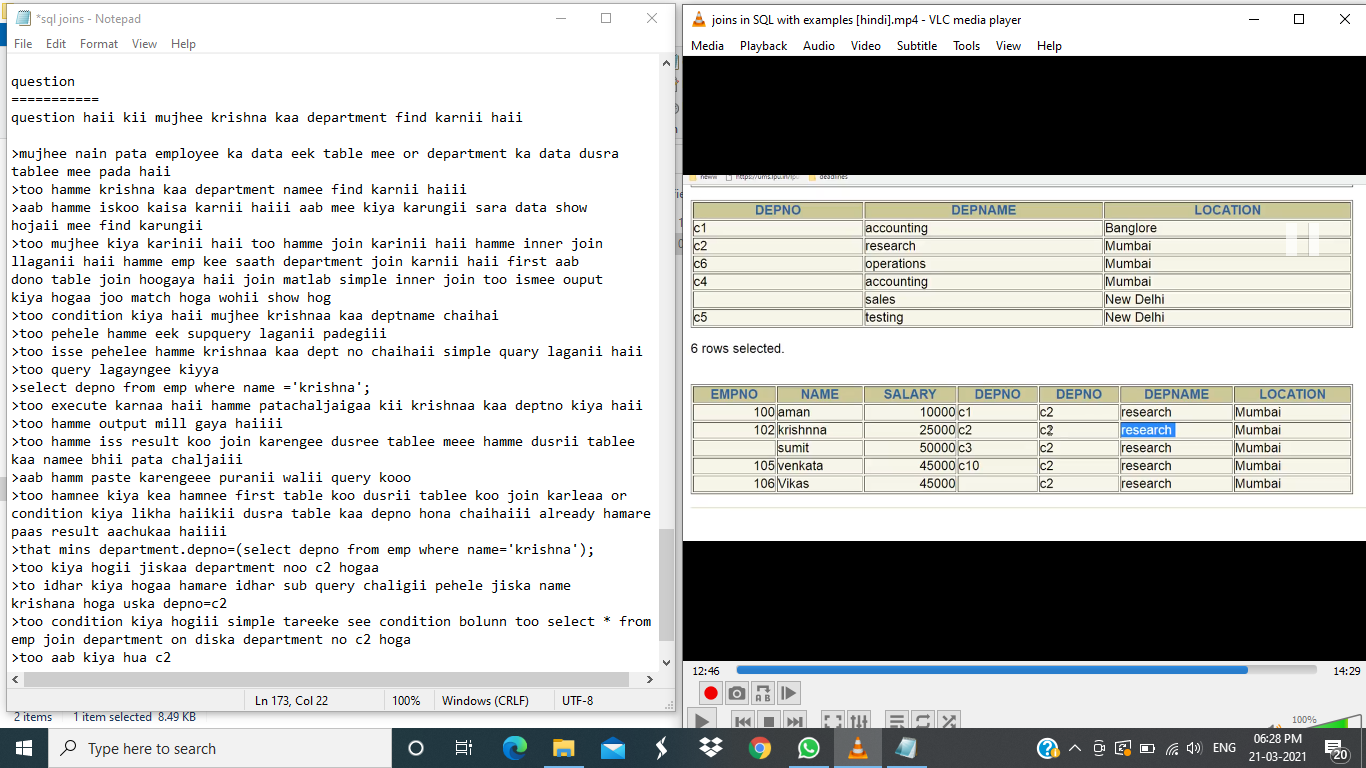 *sql joins - Notepad
File Edit Format View Help
question
===========
question haii kii mujhee krishna kaa department find karnii haii
>mujhee nain pata employee ka data eek table mee or department ka data dusra
tablee mee pada haii
>too hamme krishna kaa department namee find karnii haiii
>aab hamme iskoo kaisa karnii haiii aab mee kiya karungii sara data show
hojaii mee find karungii
>too mujhee kiya karinii haii too hamme join karinii haii hamme inner join
llaganii haii hamme emp kee saath department join karnii haii first aab
dono table join hoogaya haii join matlab simple inner join too ismee ouput
kiya hogaa joo match hoga wohii show hog
>too condition kiya haii mujhee krishnaa kaa deptname chaihai
>too pehele hamme eek supquery laganii padegiii
>too isse pehelee hamme krishnaa kaa dept no chaihaii simple quary laganii haii
>too query lagayngee kiyya
>select depno from emp where name ='krishna';
>too execute karnaa haii hamme patachaljaigaa kii krishnaa kaa deptno kiya haii
>too hamme output mill gaya haiiii
>too hamme iss result koo join karengee dusree tablee meee hamme dusrii tablee
kaa namee bhii pata chaljaiii
>aab hamm paste karengeee puranii walii query kooo
>too hamnee kiya kea hamnee first table koo dusrii tablee koo join karleaa or
condition kiya likha haiikii dusra table kaa depno hona chaihaiii already hamare
paas result aachukaa haiiii
>that mins department.depno=(select depno from emp where name='krishna');
>too kiya hogii jiskaa department noo c2 hogaa
>to idhar kiya hogaa hamare idhar sub query chaligii pehele jiska name
krishana hoga uska depno=c2
>too condition kiya hogiii simple tareeke see condition bolunn too select * from
emp join department on diska department no c2 hoga
>too aab kiya hua c2
Ln 173, Col 22 100% Windows (CRLF) UTF-8
2 items 1 item selected 8.49 KB
joins in SQL with examples [hindi].mp4 - VLC media player
Media Playback Audio Video Subtitle Tools View Help
neww https://ums.lpu.in/lpu deadlines
DEPNO DEPNAME LOCATION
c1 accounting Banglore
c2 research Mumbai
c6 operations Mumbai
c4 accounting Mumbai
sales New Delhi
c5 testing New Delhi
6 rows selected.
EMPNO NAME SALARY DEPNO DEPNO DEPNAME LOCATION
100 aman 10000 c1 c2 research Mumbai
102 krishnna 25000 c2 c2 research Mumbai
sumit 50000 c3 c2 research Mumbai
105 venkata 45000 c10 c2 research Mumbai
106 Vikas 45000 c2 research Mumbai
12:46 14:29
100%
Type here to search
ENG
06:28 PM
21-03-2021
20